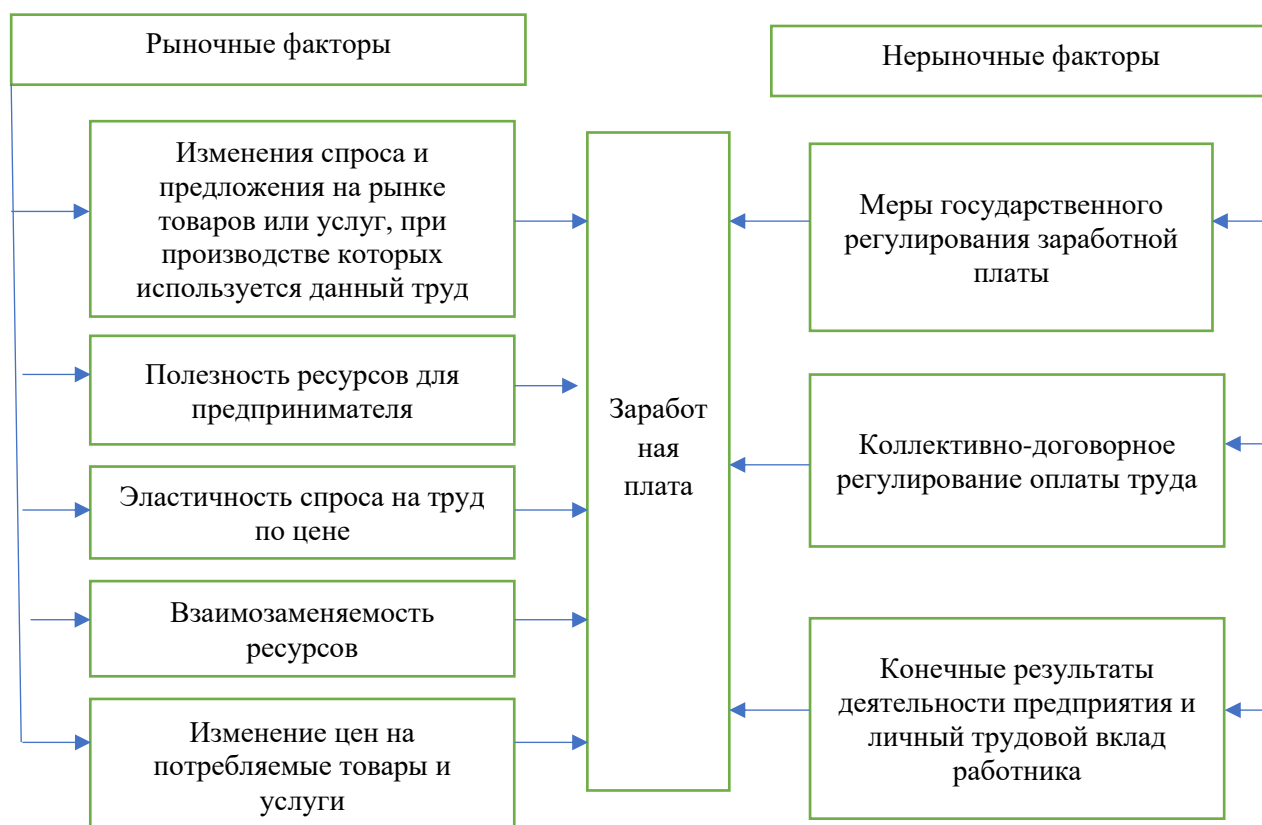 Рыночные факторы
Нерыночные факторы
Изменения спроса и
предложения на рынке
товаров или услуг, при
производстве которых
используется данный труд
Полезность ресурсов для
предпринимателя
Эластичность спроса на труд
по цене
Взаимозаменяемость
ресурсов
Изменение цен на
потребляемые товары и
услуги
Заработ
ная
плата
Меры государственного
регулирования заработной
платы
Коллективно-договорное
регулирование оплаты труда
Конечные результаты
деятельности предприятия и
личный трудовой вклад
работника